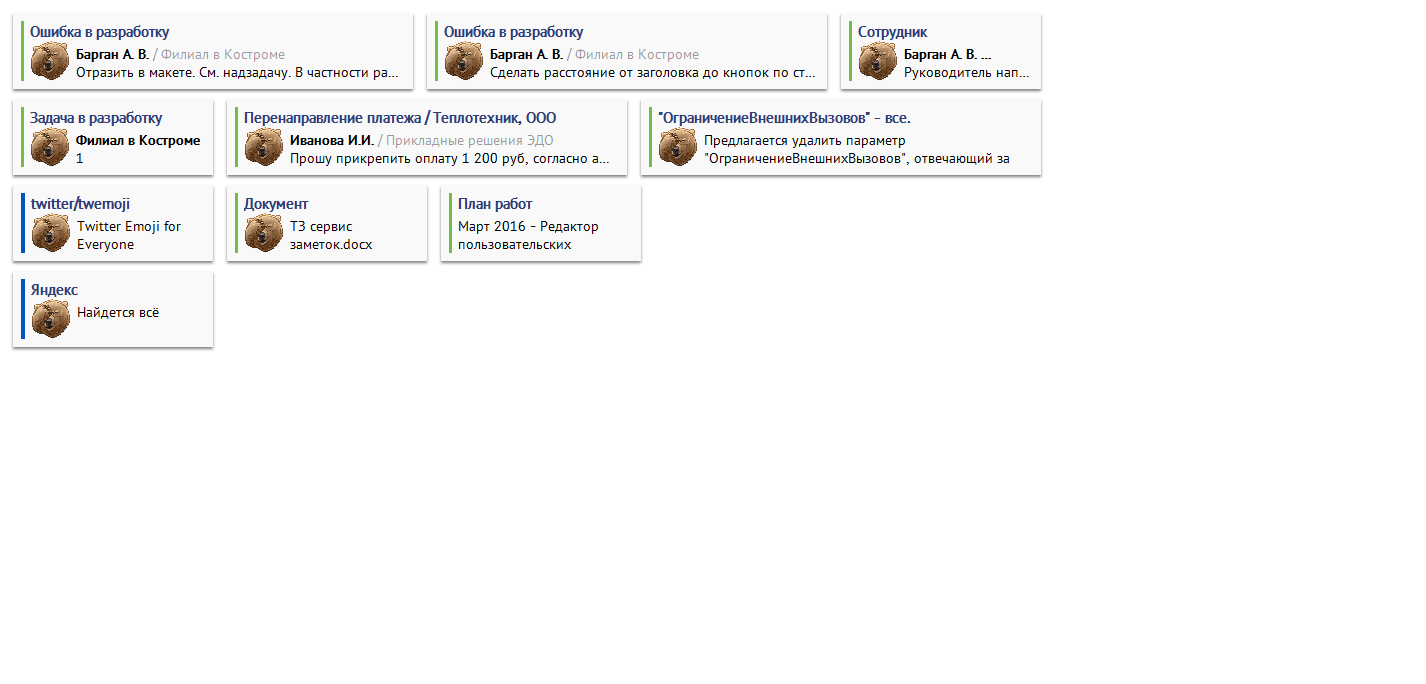 Ошибка в разработку
Барган А. В. / Филиал в Костроме
Отразить в макете. См. надзадачу. В частности ра...
Ошибка в разработку
Барган А. В. / Филиал в Костроме
Сделать расстояние от заголовка до кнопок по ст...
Сотрудник
Барган А. В. ...
Руководитель нап...
Задача в разработку
Филиал в Костроме
1
Перенаправление платежа / Теплотехник, ООО
Иванова И.И. / Прикладные решения ЭДО
Прошу прикрепить оплату 1 200 руб, согласно а...
"ОграничениеВнешнихВызовов" - все.
Предлагается удалить параметр
"ОграничениеВнешнихВызовов", отвечающий за
twitter/twemoji
Twitter Emoji for
Everyone
Документ
ТЗ сервис
заметок.docx
План работ
Март 2016 - Редактор
пользовательских
Яндекс
Найдется всё